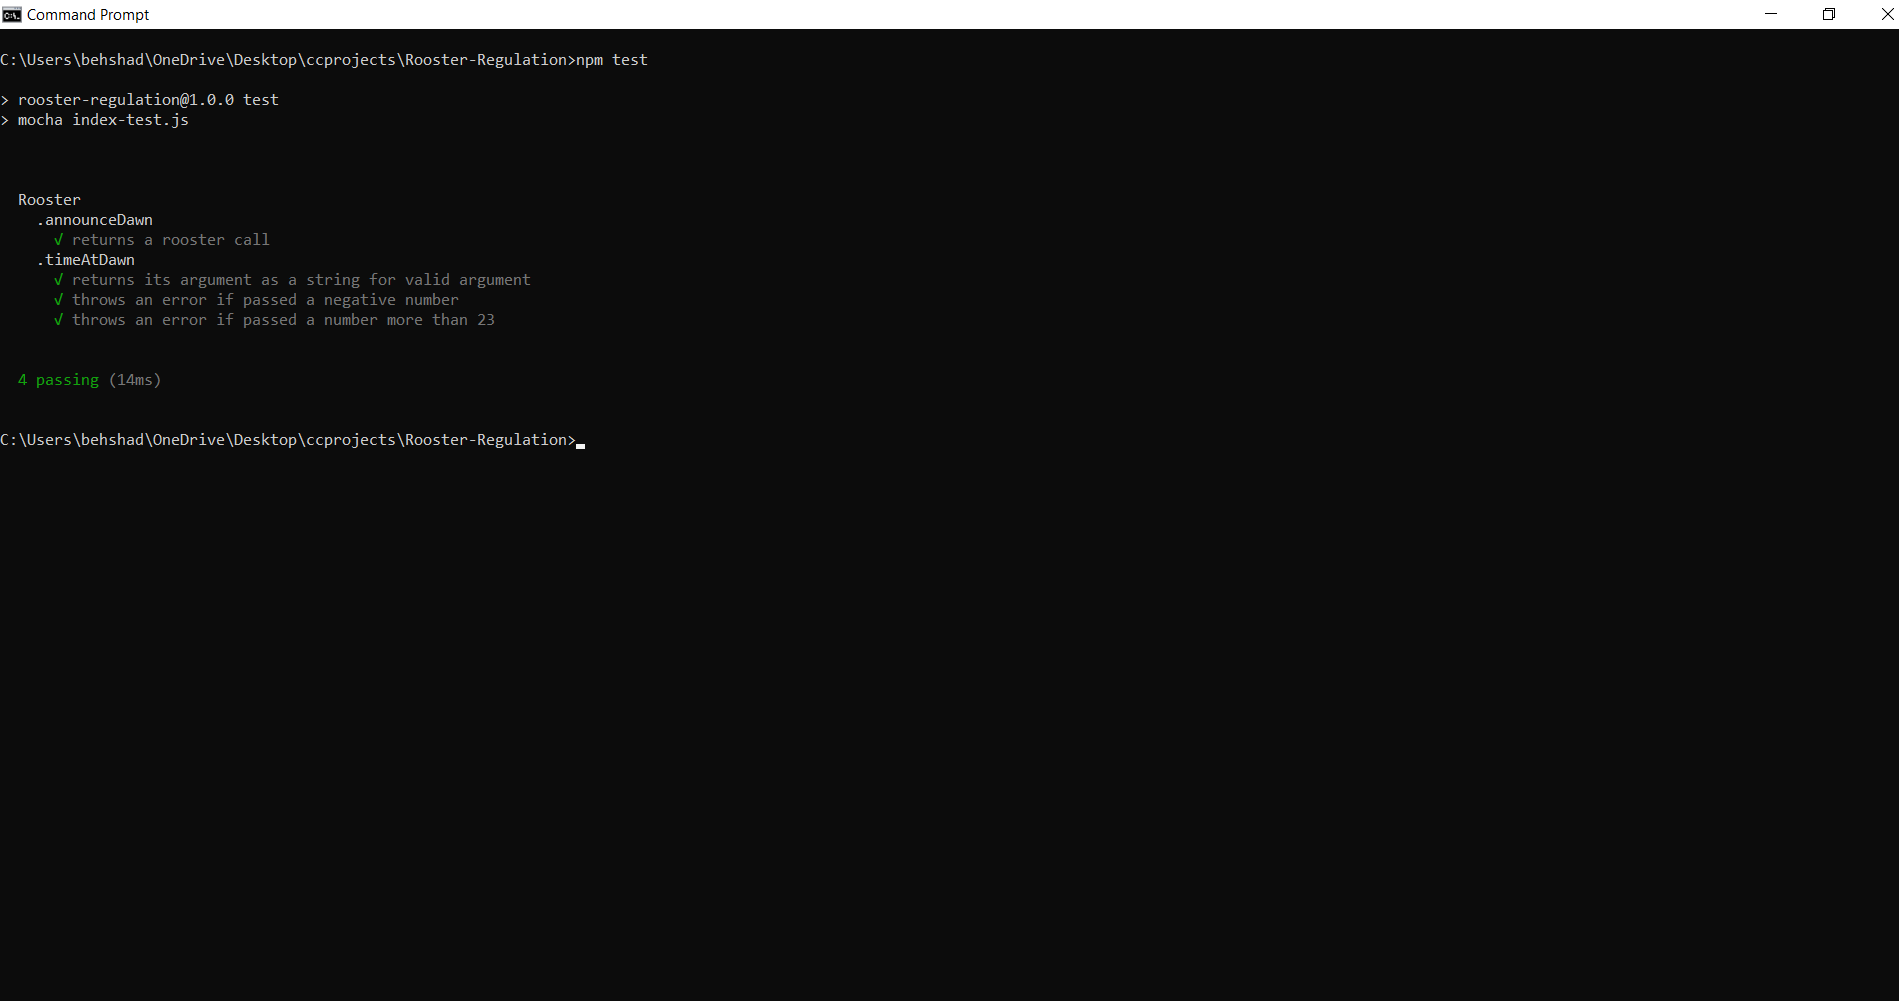 Command Prompt
C:\Users\behshad\OneDrive\Desktop\ccprojects\Rooster-Regulation>npm test
> rooster-regulation@1.0.0 test
> mocha index-test.js
Rooster
.announceDawn
√ returns a rooster call
.timeAtDawn
√ returns its argument as a string for valid argument
√ throws an error if passed a negative number
√ throws an error if passed a number more than 23
4 passing (14ms)
C:\Users\behshad\OneDrive\Desktop\ccprojects\Rooster-Regulation>